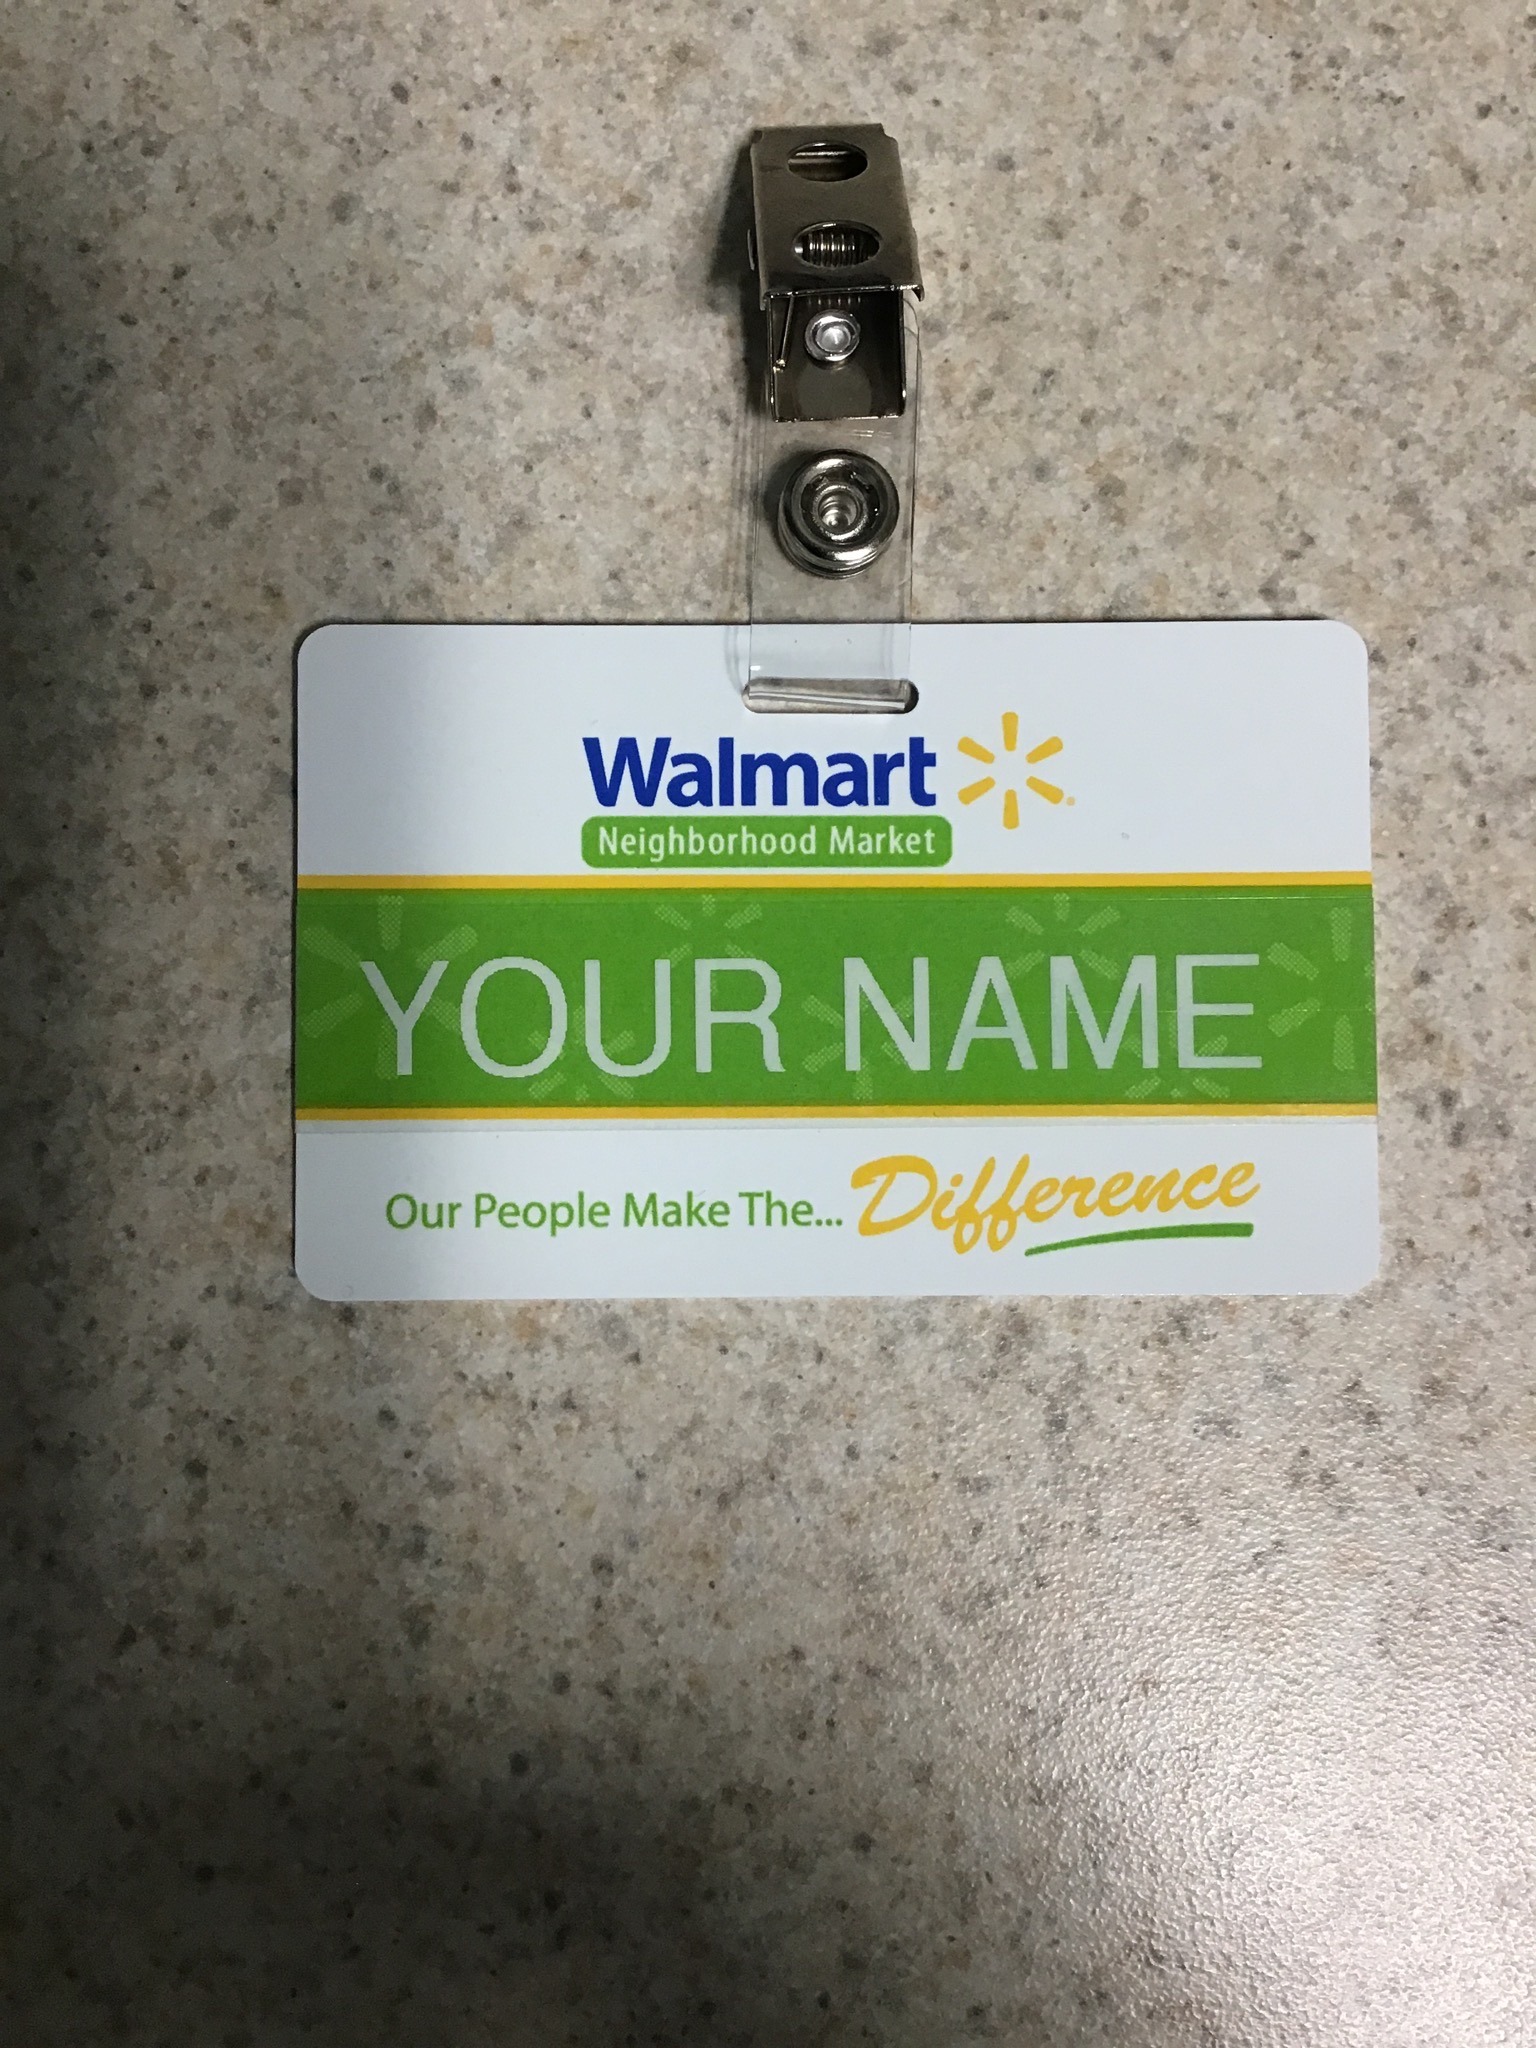 Walmart
Neighborhood Market
YOUR NAME
Our People Make The... Difference